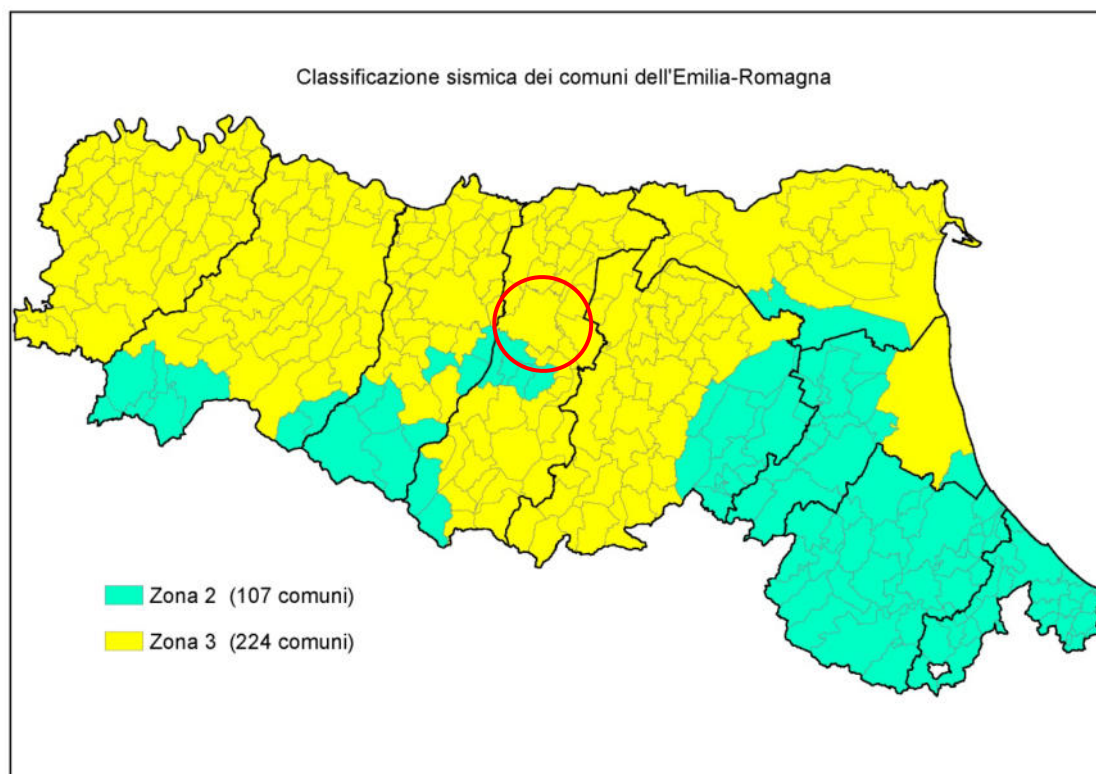 Classificazione sismica dei comuni dell'Emilia-Romagna
Zona 2 (107 comuni)
Zona 3 (224 comuni)